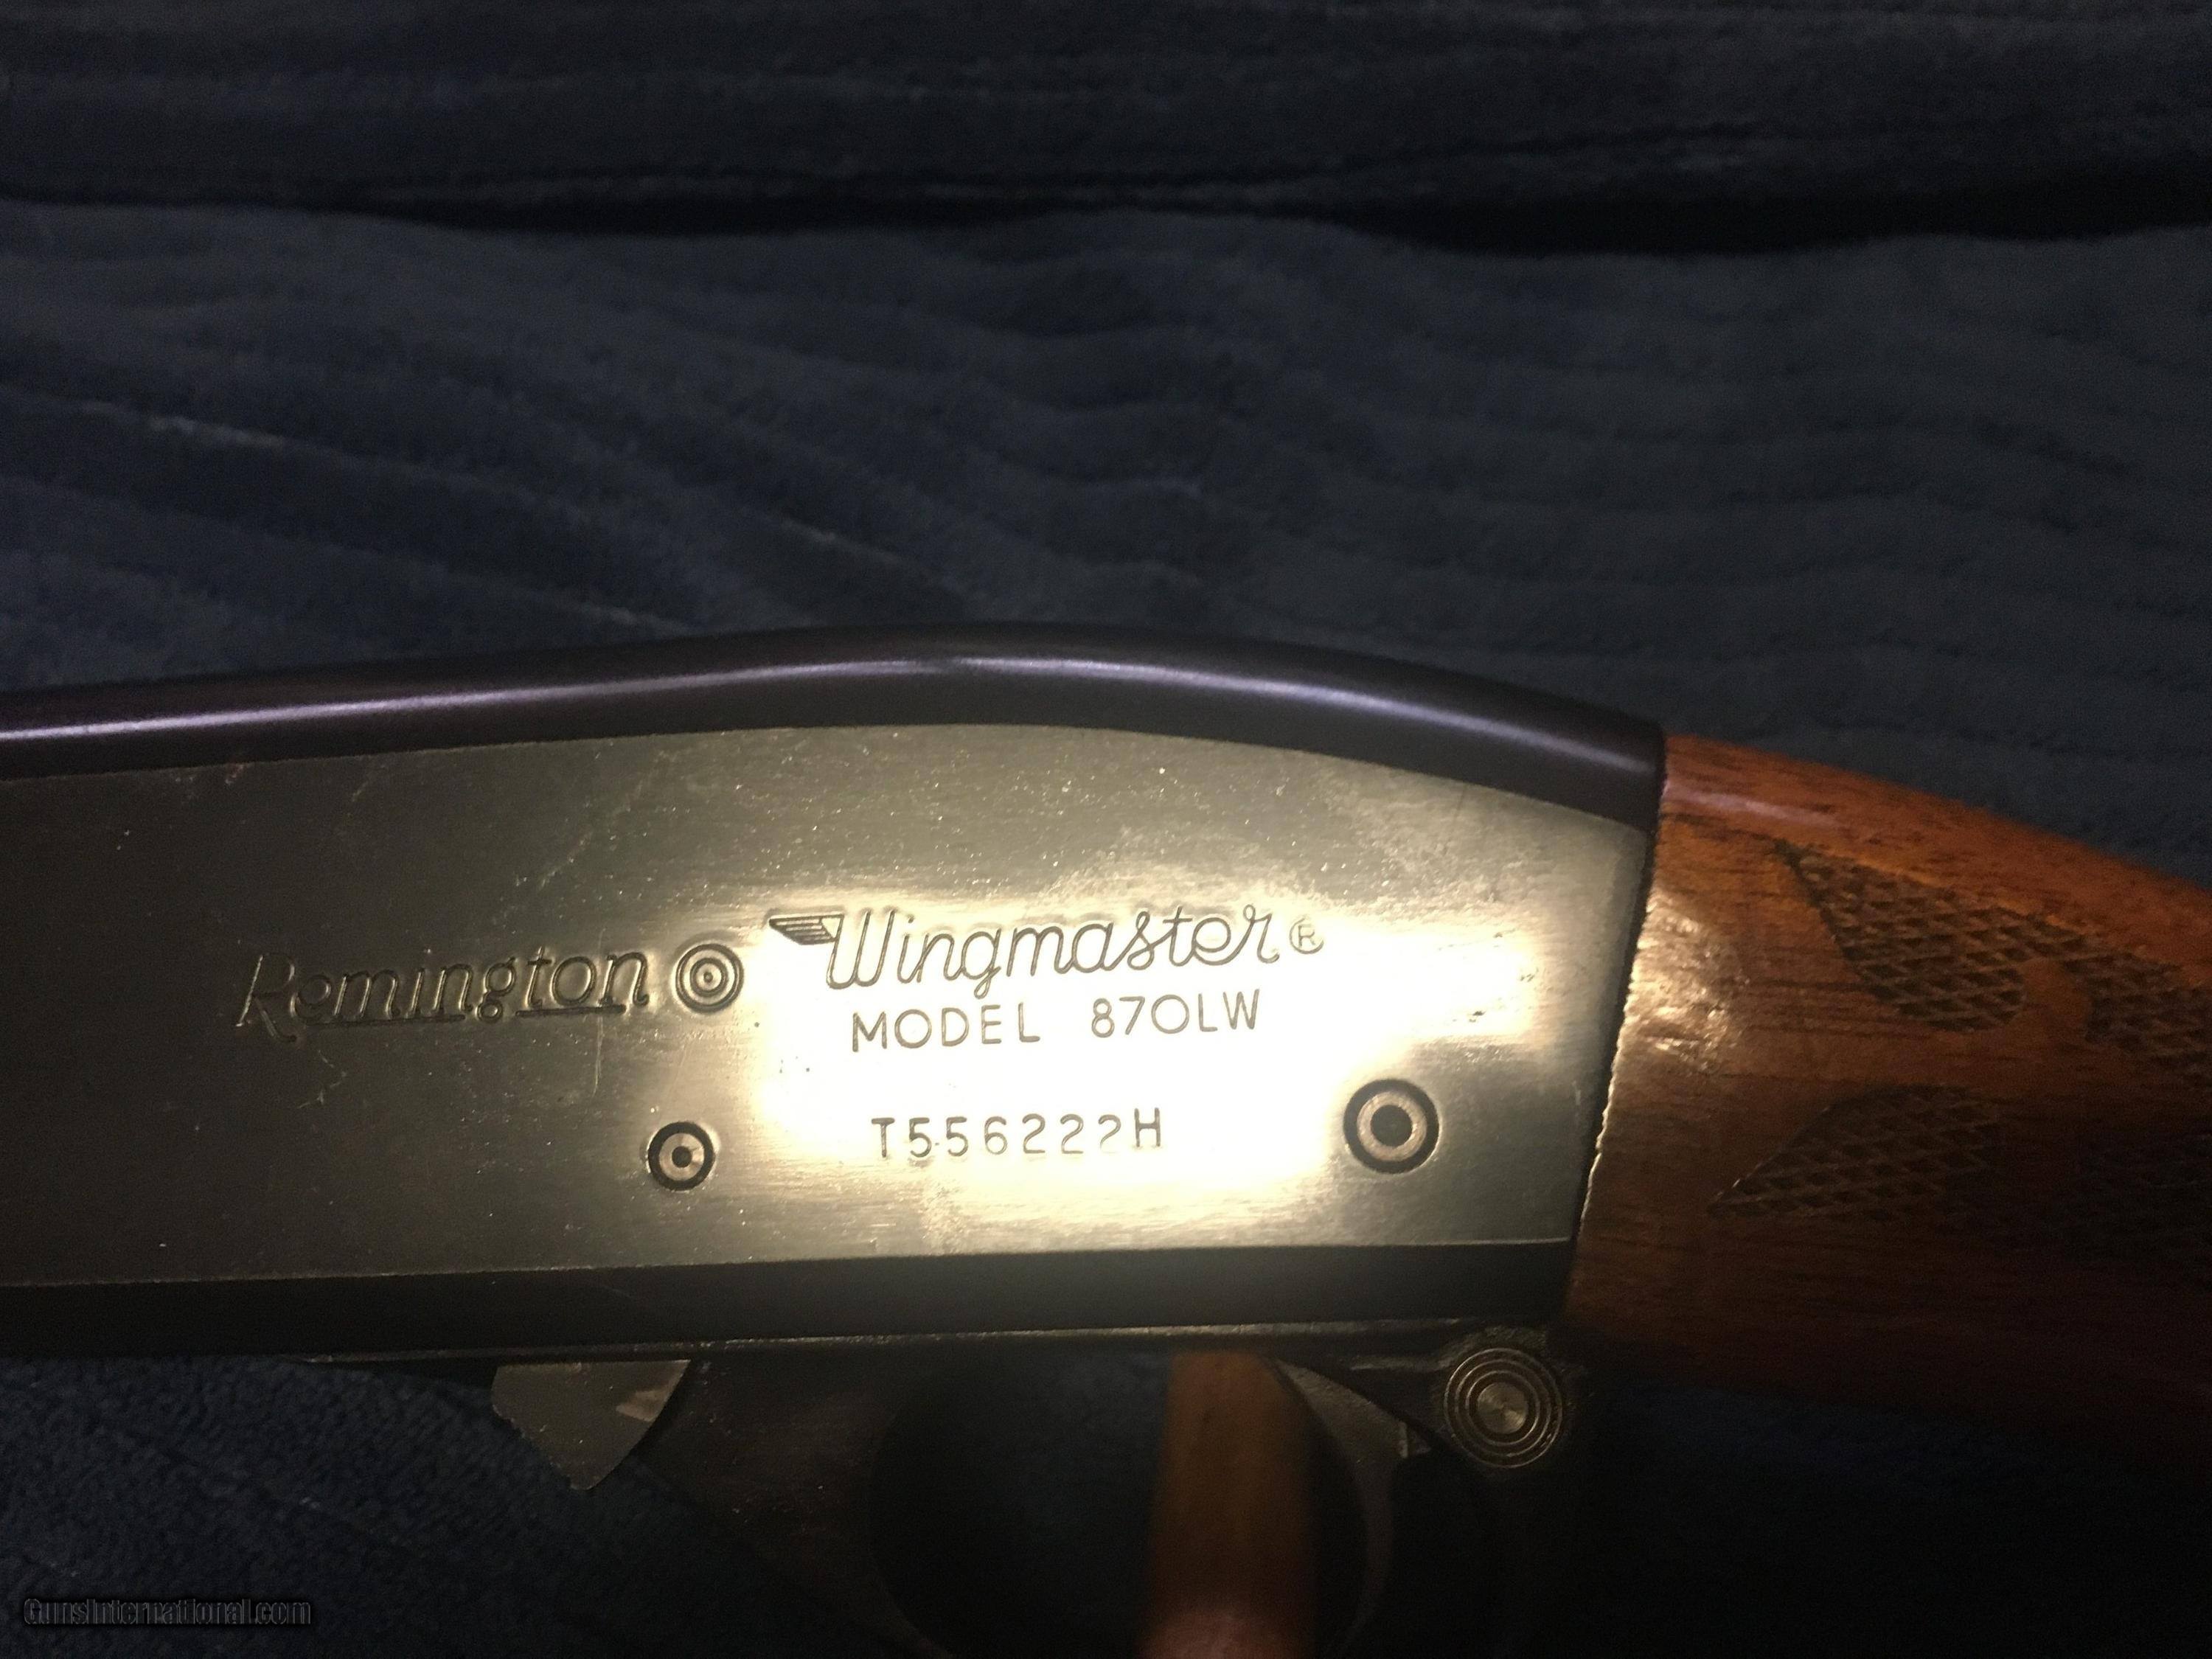 Remington
Wingmaster®
MODEL 870LW
T556222H
GunsInternational.com